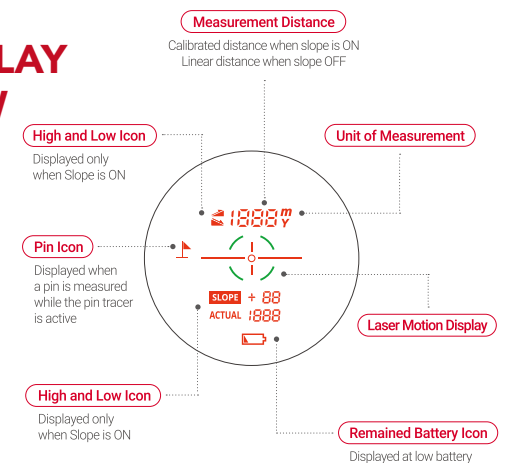 Measurement Distance
Calibrated distance when slope is ON
Linear distance when slope OFF
LAY
High and Low Icon
Displayed only
when Slope is ON
Unit of Measurement
1888 m
Y
Pin Icon
Displayed when
a pin is measured
while the pin tracer
is active
SLOPE + 88
ACTUAL 1888
Laser Motion Display
High and Low Icon
Displayed only
when Slope is ON
Remained Battery Icon
Displayed at low battery